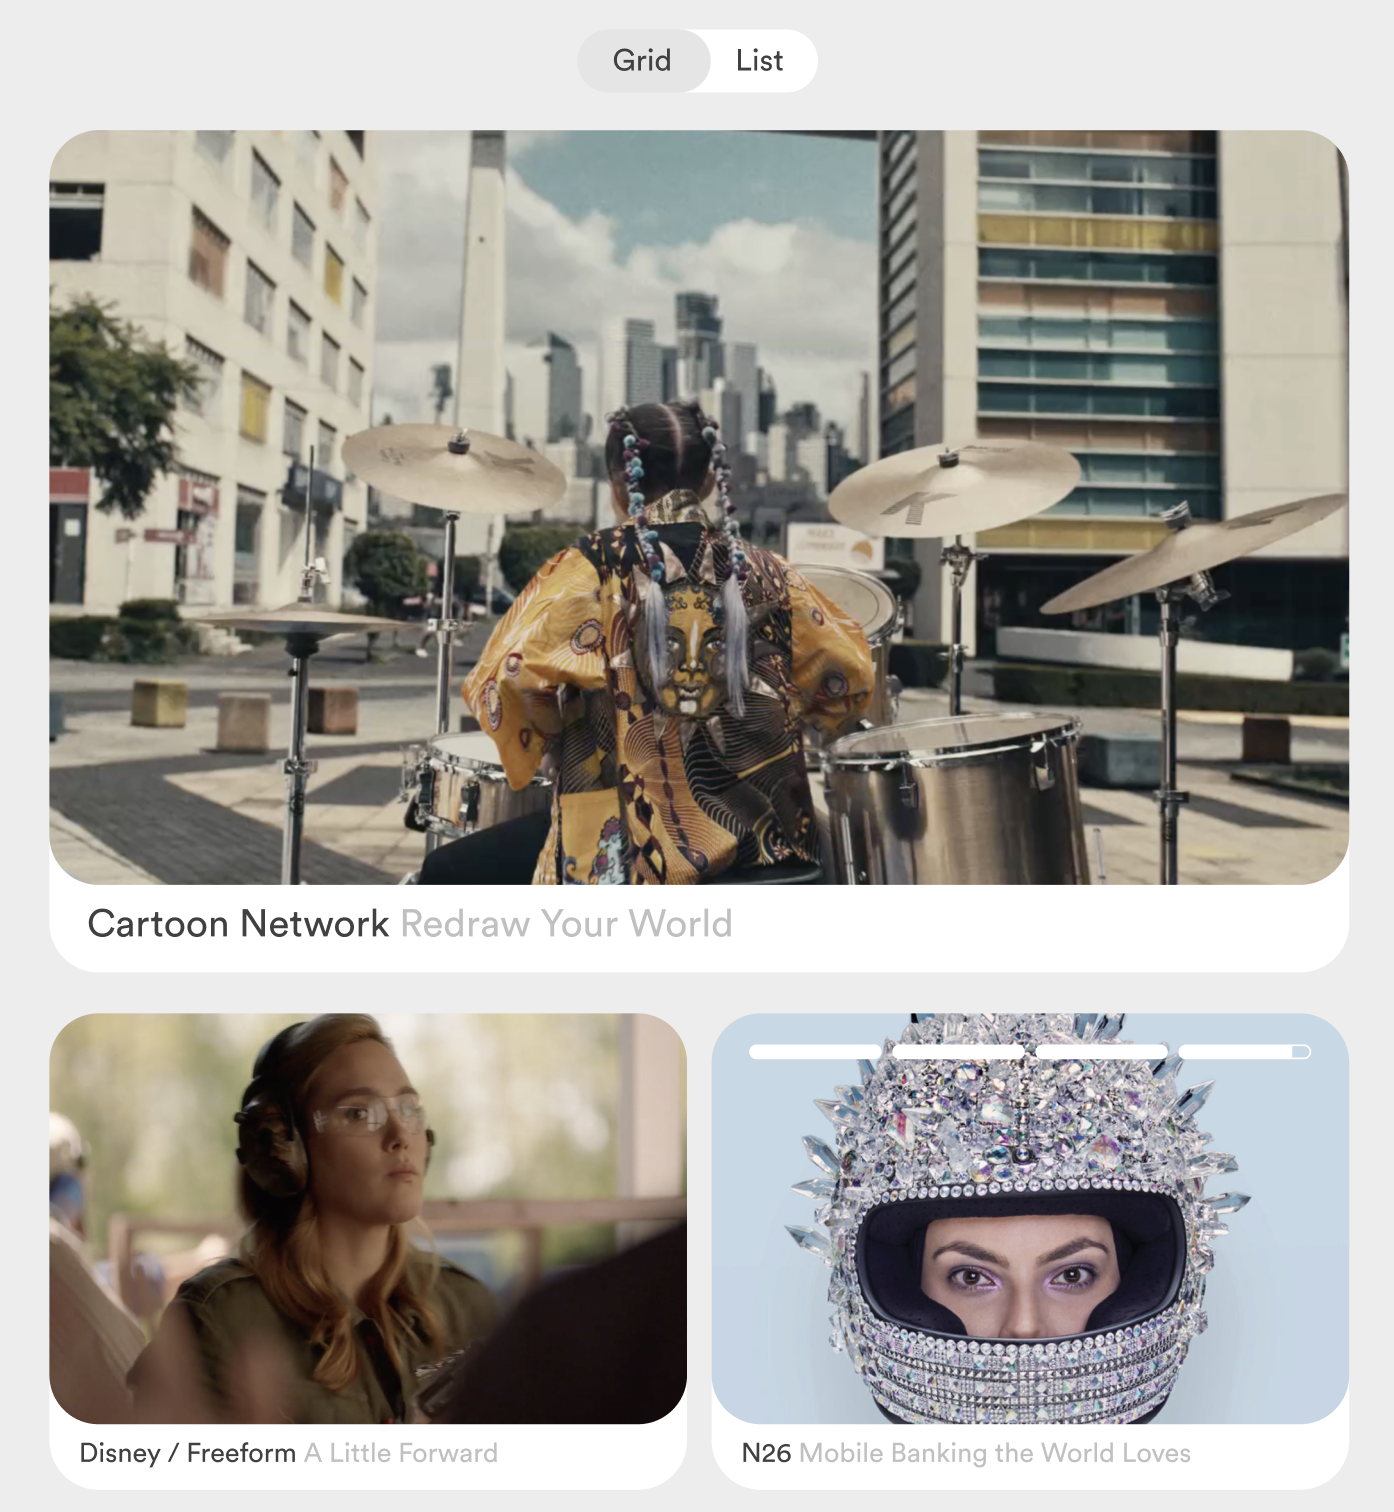 Grid List
Cartoon Network Redraw Your World
Disney / Freeform A Little Forward
N26 Mobile Banking the World Loves